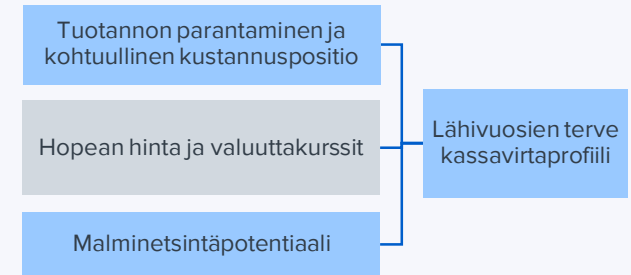 Tuotannon parantaminen ja
kohtuullinen kustannuspositio
Hopean hinta ja valuuttakurssit
Malminetsintäpotentiaali
Lähivuosien terve
kassavirtaprofiili